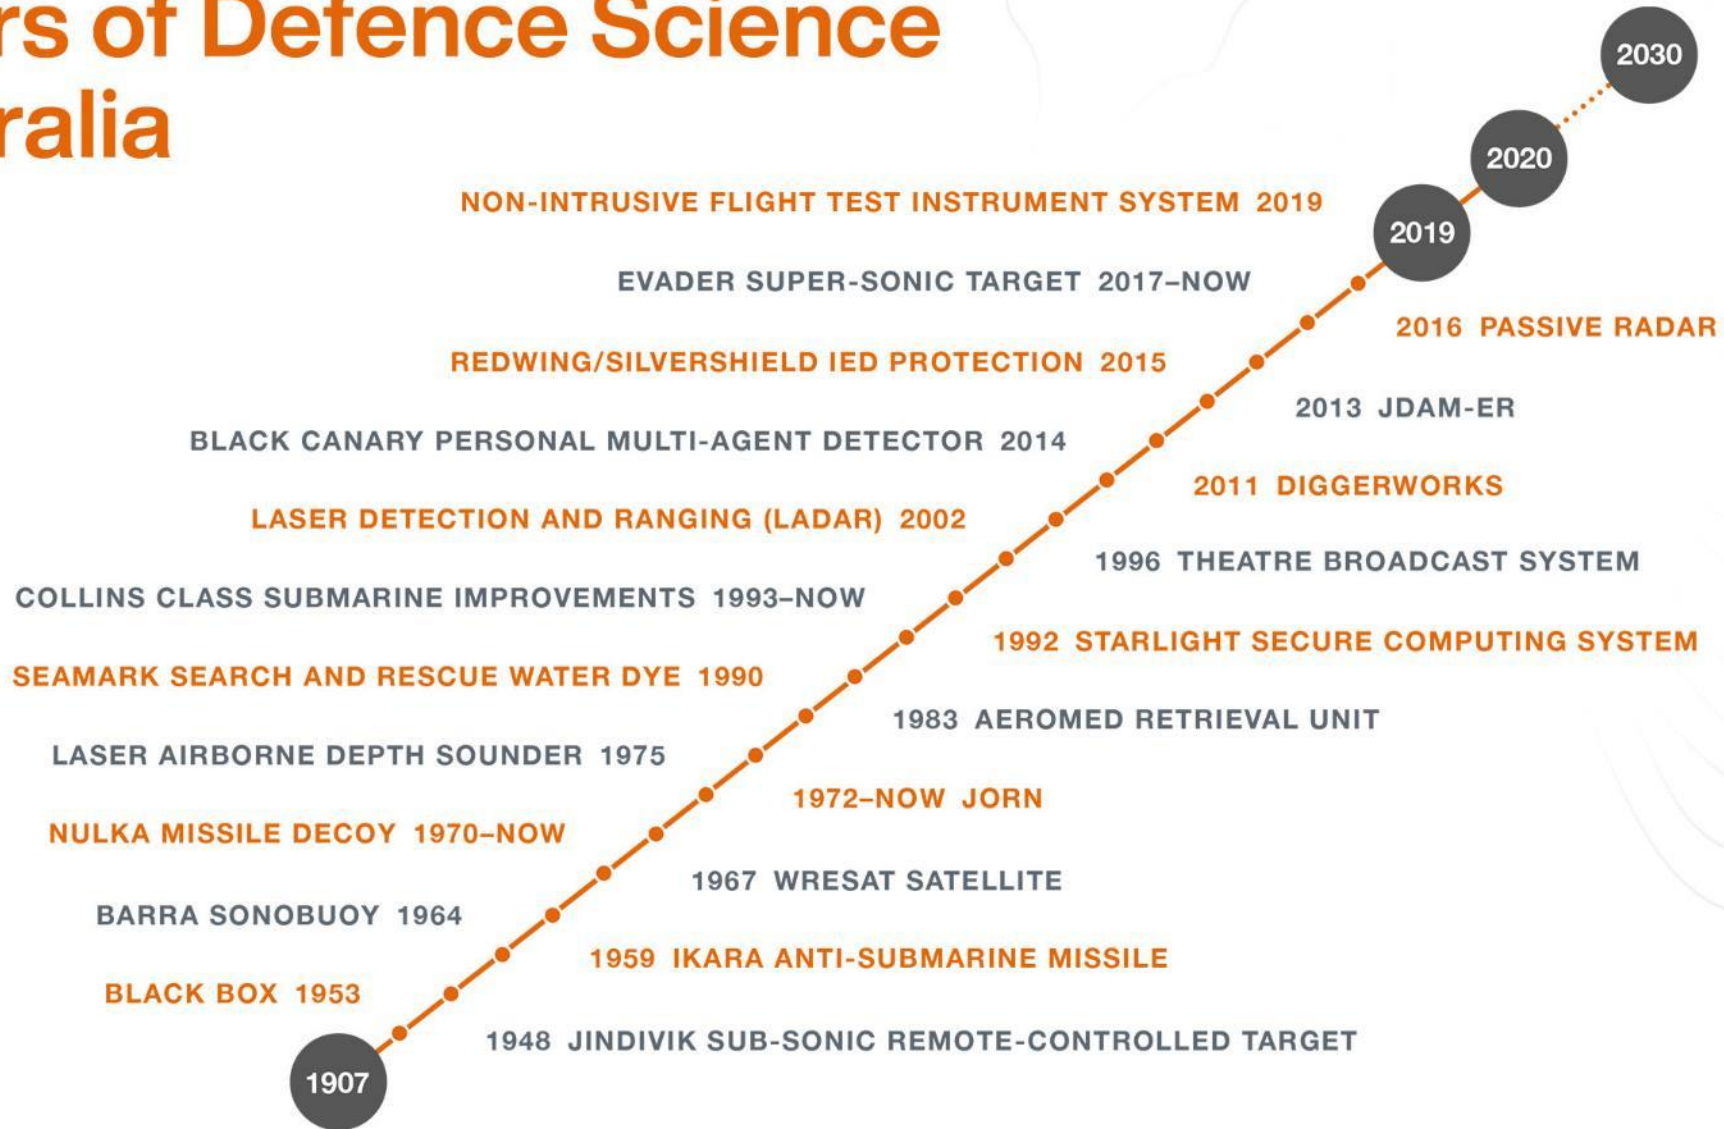 rs of Defence Science
ralia
2030
2020
NON-INTRUSIVE FLIGHT TEST INSTRUMENT SYSTEM 2019
2019
EVADER SUPER-SONIC TARGET 2017–NOW
2016 PASSIVE RADAR
REDWING/SILVERSHIELD IED PROTECTION 2015
2013 JDAM-ER
BLACK CANARY PERSONAL MULTI-AGENT DETECTOR 2014
2011 DIGGERWORKS
LASER DETECTION AND RANGING (LADAR) 2002
1996 THEATRE BROADCAST SYSTEM
COLLINS CLASS SUBMARINE IMPROVEMENTS 1993–NOW
1992 STARLIGHT SECURE COMPUTING SYSTEM
SEAMARK SEARCH AND RESCUE WATER DYE 1990
1983 AEROMED RETRIEVAL UNIT
LASER AIRBORNE DEPTH SOUNDER 1975
1972–NOW JORN
NULKA MISSILE DECOY 1970–NOW
1967 WRESAT SATELLITE
BARRA SONOBUOY 1964
1959 IKARA ANTI-SUBMARINE MISSILE
BLACK BOX 1953
1948 JINDIVIK SUB-SONIC REMOTE-CONTROLLED TARGET
1907